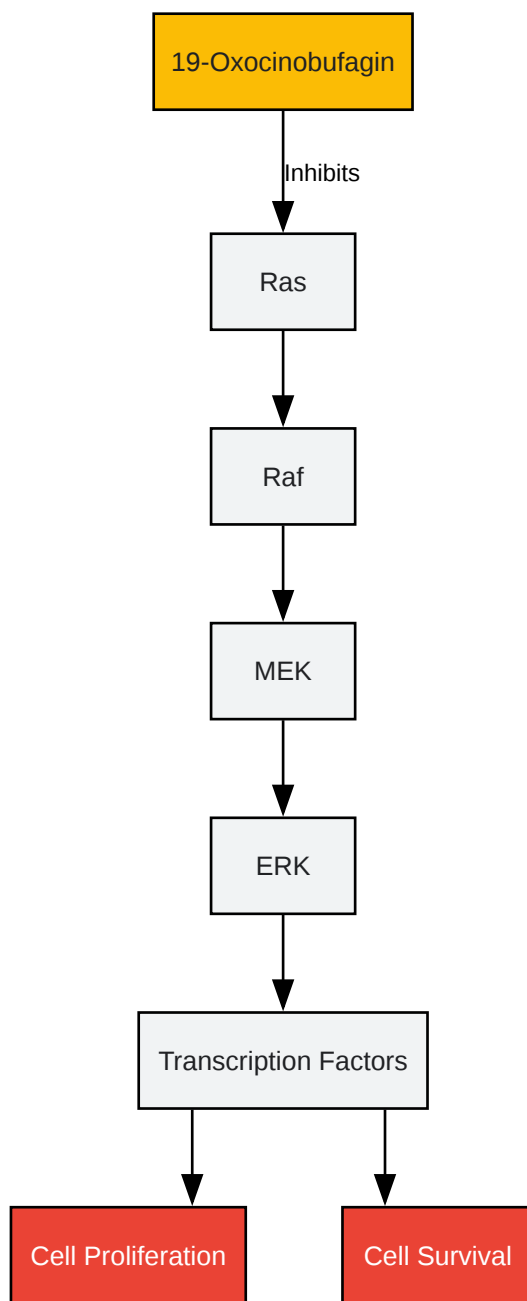 19-Oxocinobufagin
Inhibits
Ras
Raf
MEK
ERK
Transcription Factors
Cell Proliferation
Cell Survival